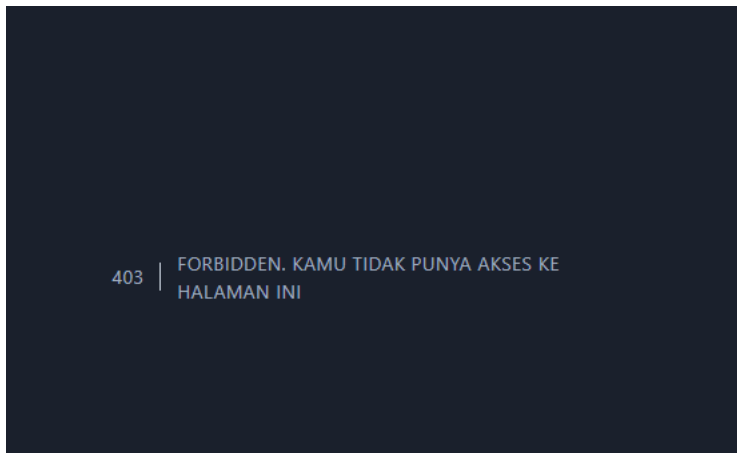 403
FORBIDDEN. KAMU TIDAK PUNYA AKSES KE
HALAMAN INI